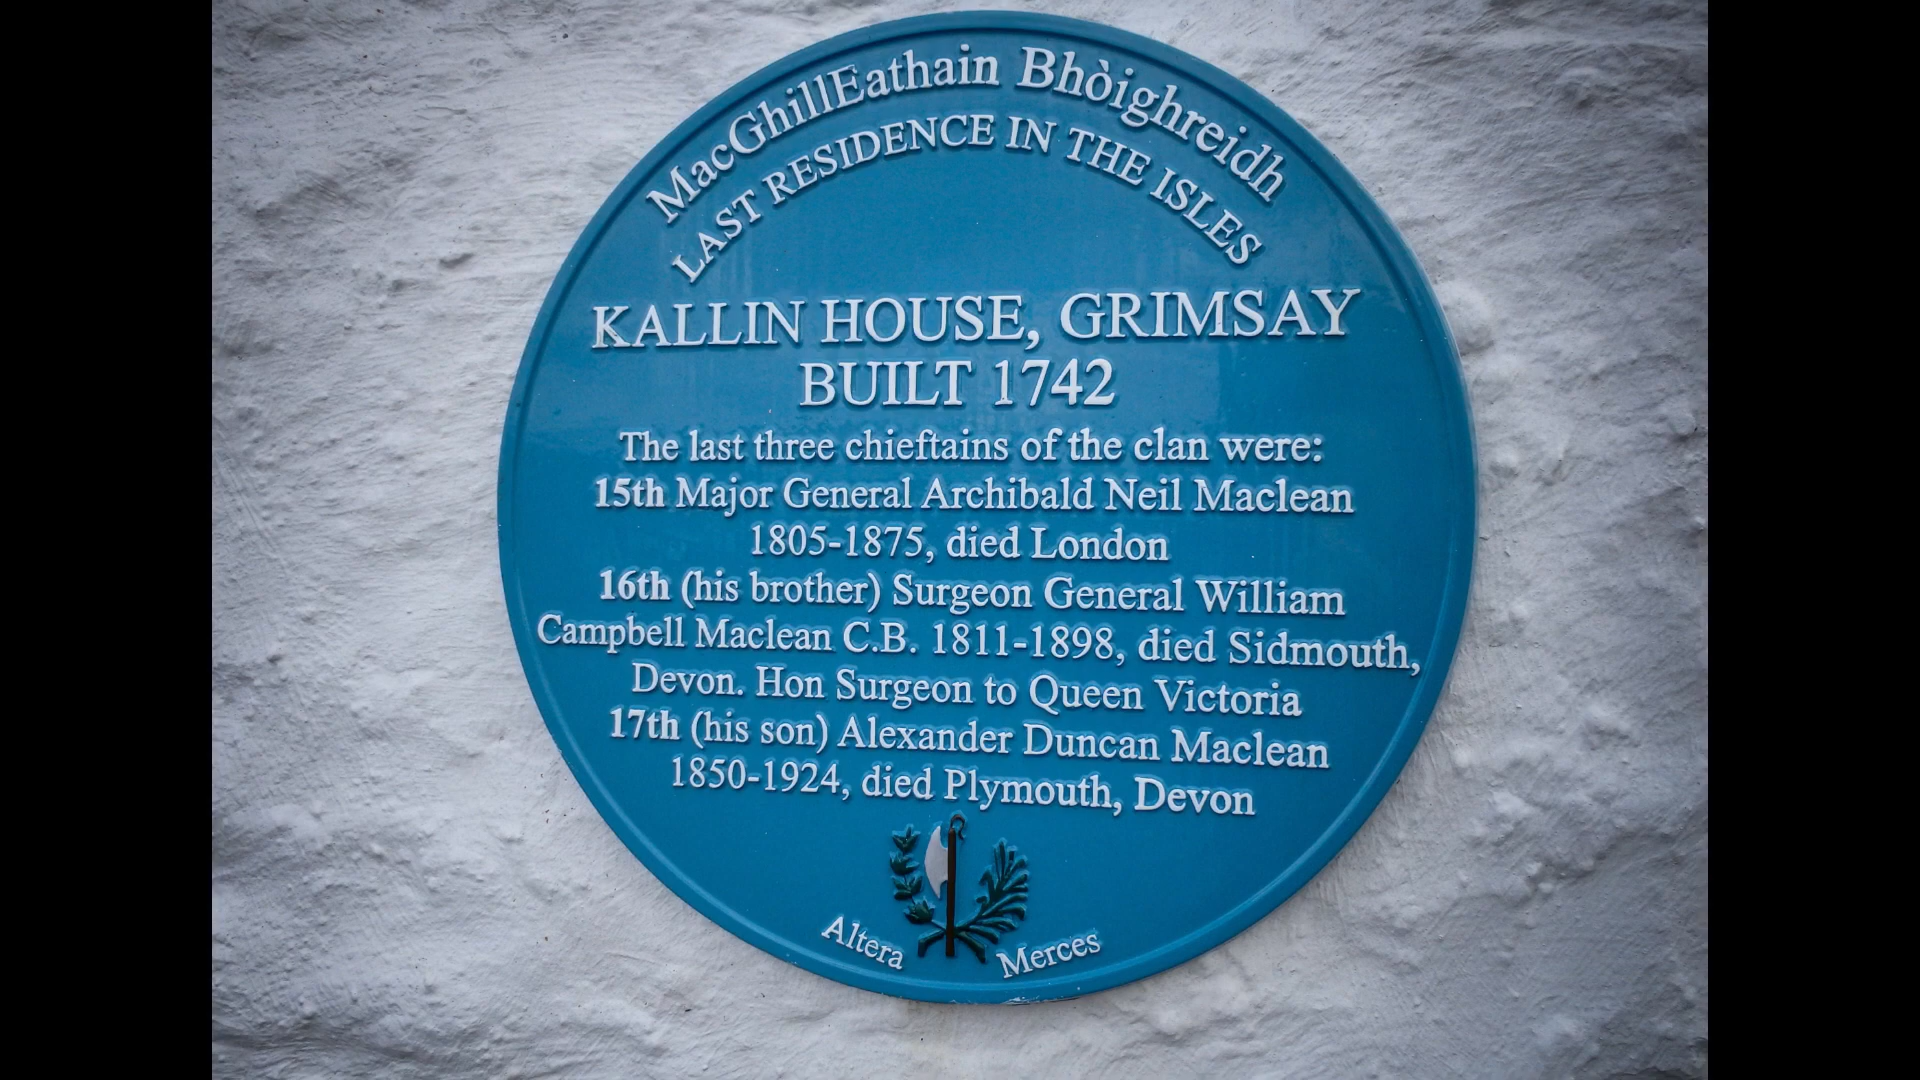 MacGhillEathain Bhòighreidh
LAST RESIDENCE IN THE ISLES
KALLIN HOUSE, GRIMSAY
BUILT 1742
The last three chieftains of the clan were:
15th Major General Archibald Neil Maclean
1805-1875, died London
16th (his brother) Surgeon General William
Campbell Maclean C.B. 1811-1898, died Sidmouth,
Devon. Hon Surgeon to Queen Victoria
17th (his son) Alexander Duncan Maclean
1850-1924, died Plymouth, Devon
Altera Merces